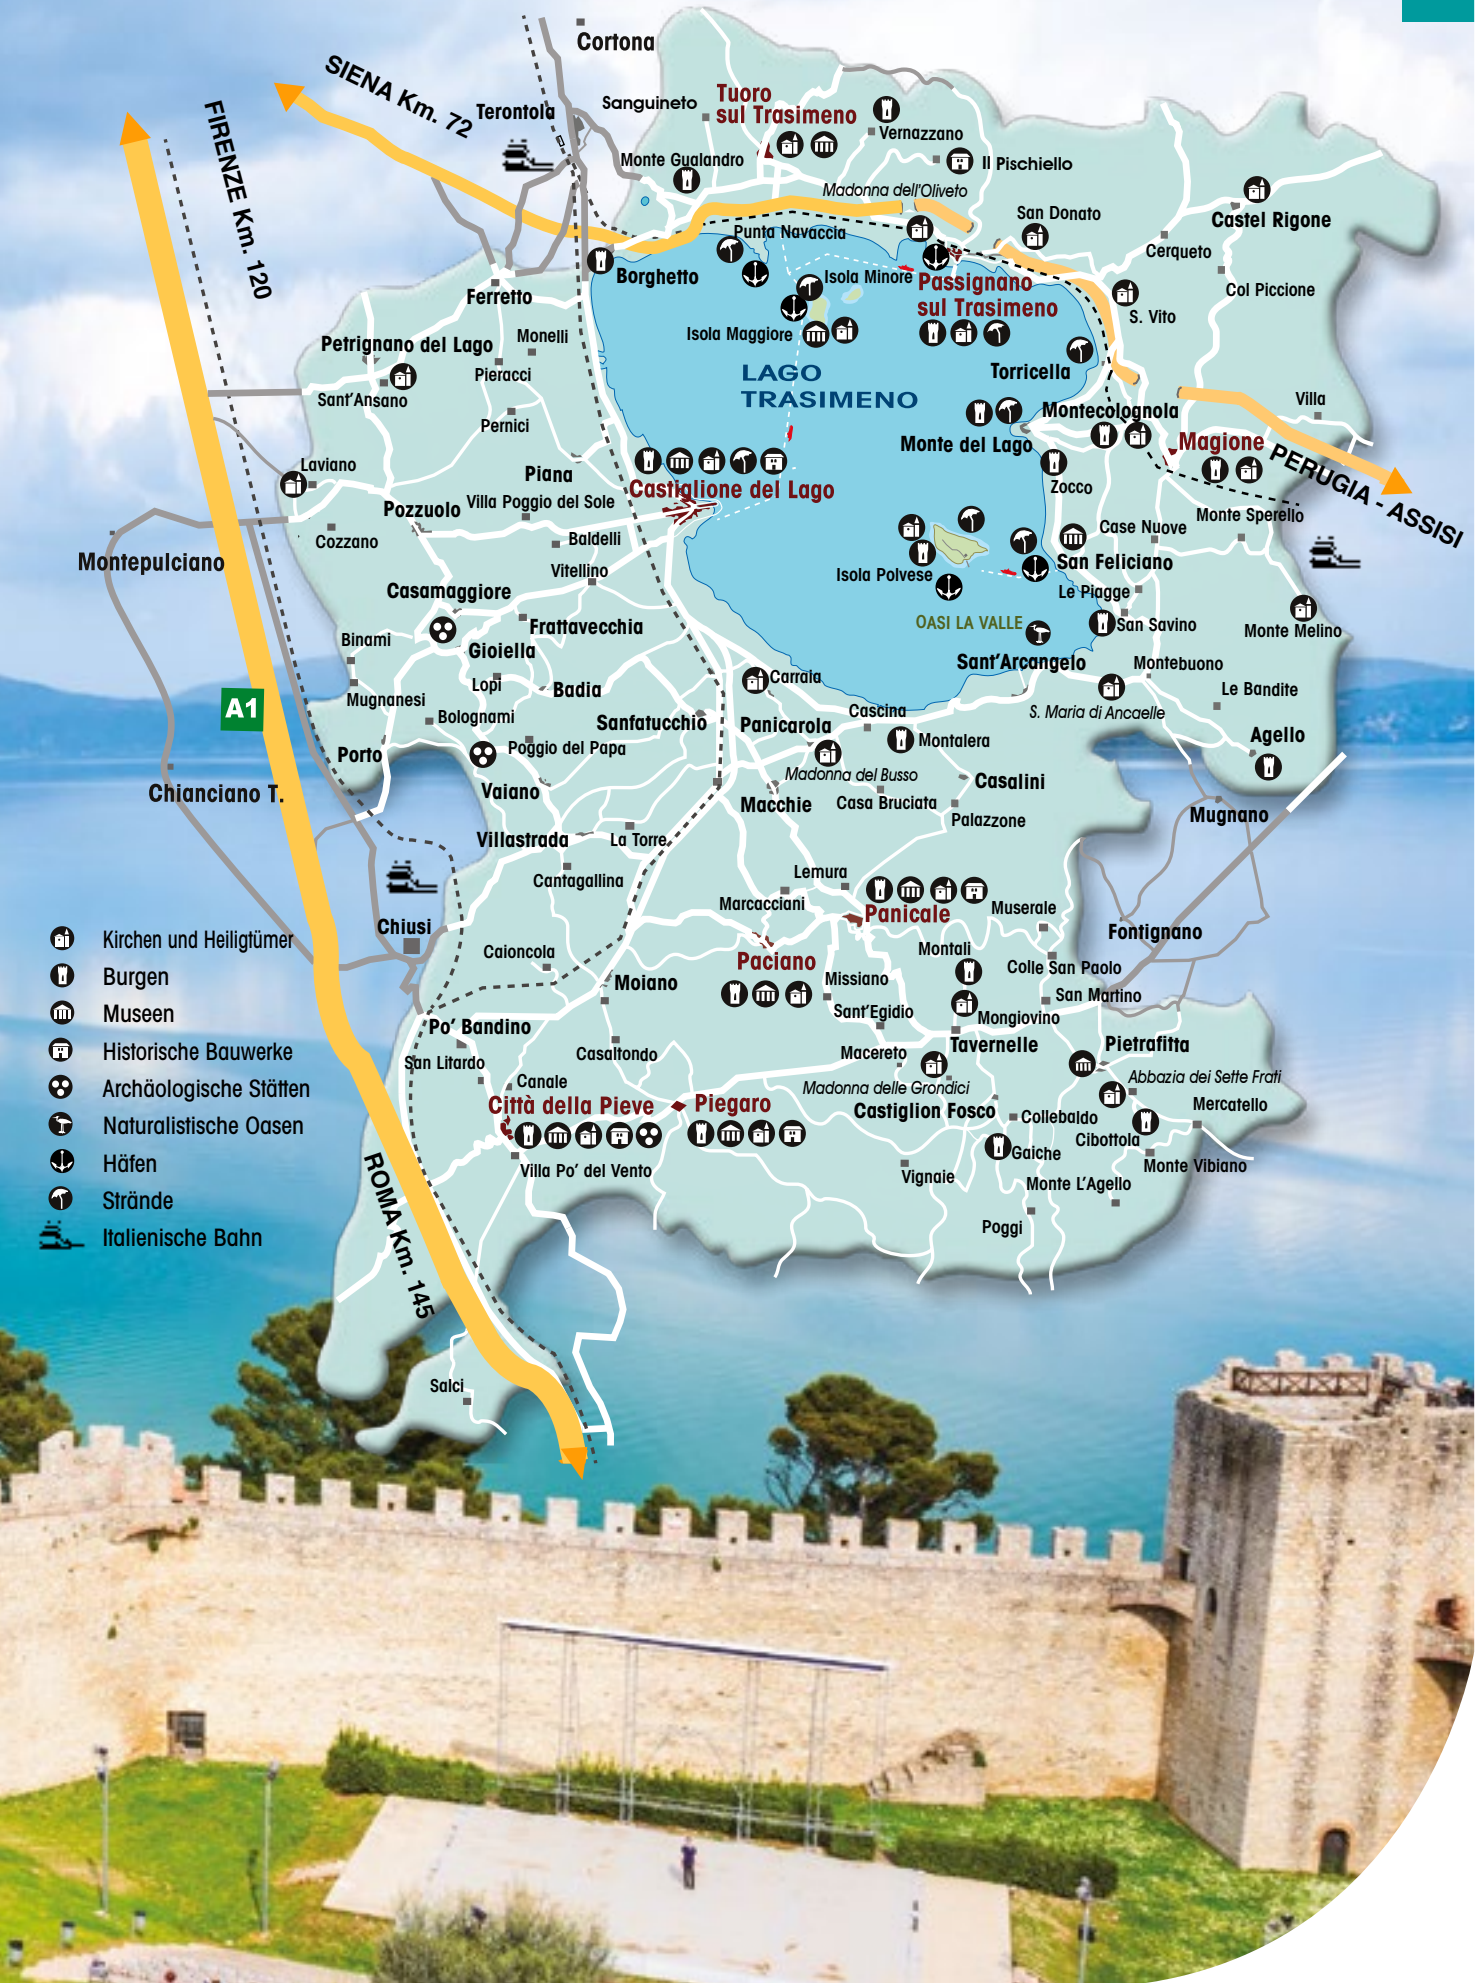 Cortona
SIENA Km. 72
FIRENZE Km. 120
Terontola
Sanguineto
Tuoro
sul Trasimeno
Vernazzano
Monte Gualandro
Il Pischiello
Madonna dell'Oliveto
San Donato
Castel Rigone
Punta Navaccia
Cerqueto
Borghetto
Isola Minore
Passignano
sul Trasimeno
Col Piccione
Ferretto
S. Vito
Isola Maggiore
Monelli
Petrignano del Lago
Pieracci
LAGO
TRASIMENO
Torricella
Sant'Ansano
Villa
Pernici
Montecolognola
Monte del Lago
Magione
PERUGIA - ASSISI
Laviano
Piana
Castiglione del Lago
Zocco
Pozzuolo
Villa Poggio del Sole
Monte Sperello
Cozzano
Baldelli
Case Nuove
Montepulciano
Vitellino
Isola Polvese
San Feliciano
Casamaggiore
Le Piagge
OASI LA VALLE
San Savino
Monte Melino
Frattavecchia
Binami
Gioiella
Sant'Arcangelo
Montebuono
Carraia
Lopi
Badia
Le Bandite
Mugnanesi
A1
Bolognami
Sanfatucchio
Panicarola
Cascina
S. Maria di Ancaelle
Montalera
Agello
Porto
Poggio del Papa
Madonna del Busso
Casalini
Chianciano T.
Vaiano
Macchie
Casa Bruciata
Palazzone
Mugnano
Villastrada
La Torre
Cantagallina
Lemura
Marcacciani
Panicale
Muserale
Chiusi
Fontignano
Kirchen und Heiligtümer
Burgen
Museen
Historische Bauwerke
Archäologische Stätten
Naturalistische Oasen
Häfen
Strände
Italienische Bahn
Caioncola
Paciano
Montali
Colle San Paolo
Moiano
Missiano
San Martino
Sant'Egidio
Mongiovino
Po' Bandino
Tavernelle
Pietrafitta
San Litardo
Casaltondo
Macereto
Canale
Madonna delle Grondici
Abbazia dei Sette Frati
Città della Pieve
Piegaro
Castiglion Fosco
Collebaldo
Mercatello
Cibottola
Gaiche
Villa Po' del Vento
Vignaie
Monte Vibiano
Monte L'Agello
ROMA Km. 145
Poggi
Salci